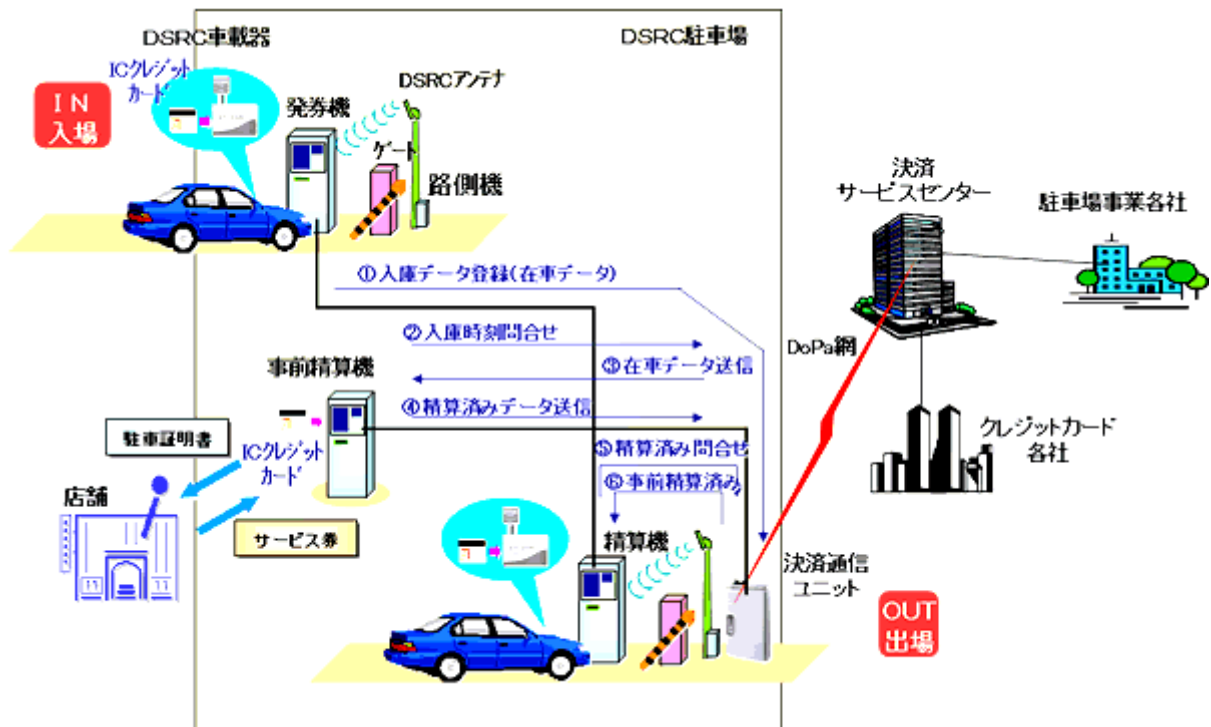 DSRC車載器
DSRC駐車場
ICクレジット
カード
DSRCアンテナ
IN
入場
発券機
ゲート
路側機
決済
サービスセンター
駐車場事業各社
①入庫データ登録(在車データ)
②入庫時刻問合せ
DoPa網
③在車データ送信
事前精算機
④精算済みデータ送信
駐車証明書
ICクレジット
カード
⑤精算済み問合せ
クレジットカード
各社
⑥事前精算済み
店舗
サービス券
精算機
決済通信
ユニット
OUT
出場